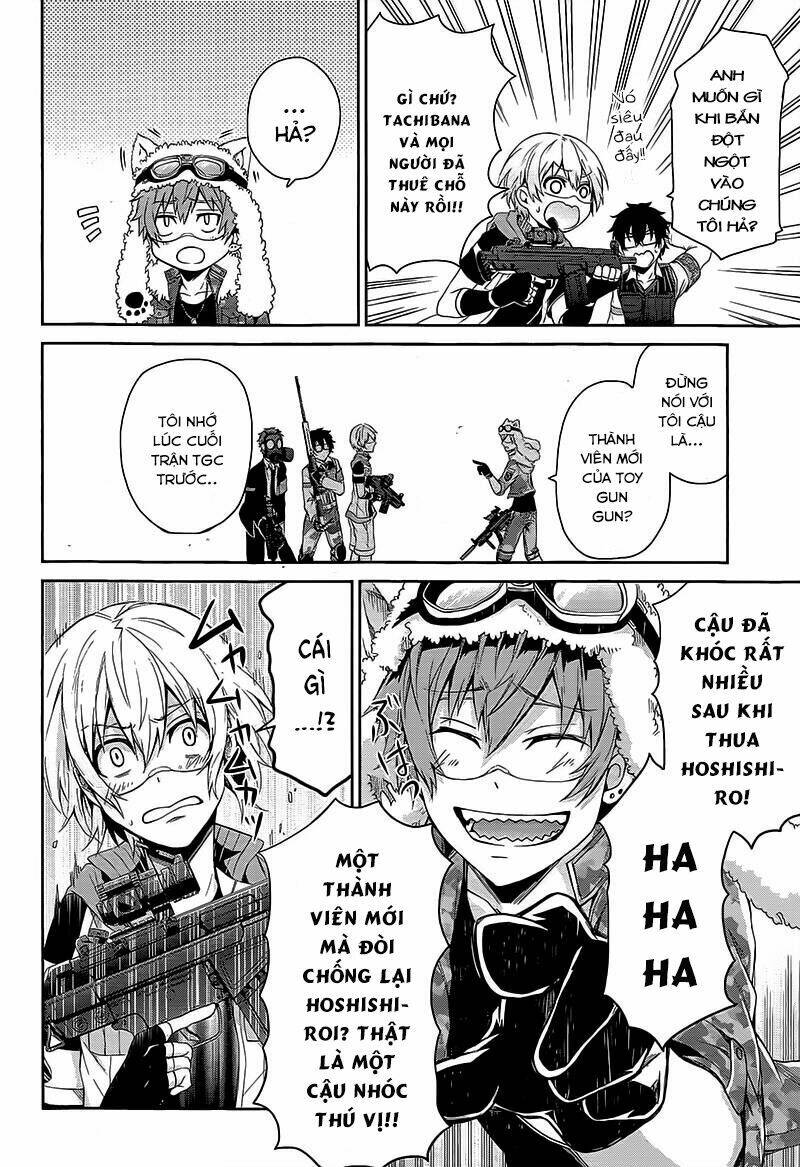 ANH
MUỐN GÌ
KHI BẮN
ĐỘT
NGỘT
VÀO
CHÚNG
TÔI HẢ?
Nó
siêu
đau
đấy!!
GÌ CHỨ?
TACHIBANA
VÀ MỌI
NGƯỜI ĐÃ
THUÊ CHỖ
NÀY RỒI!!
...
HẢ?
ĐỪNG
NÓI VỚI
TÔI CẬU
LÀ...
THÀNH
VIÊN MỚI
CỦA TOY
GUN
GUN?
TÔI NHỚ
LÚC CUỐI
TRẬN TGC
TRƯỚC..
CẬU ĐÃ
KHÓC RẤT
NHIỀU
SAU KHI
THUA
HOSHISHI-
RO!
HA
HA
HA
ぶはっ
CÁI
GÌ
....!?
MỘT
THÀNH
VIÊN MỚI
MÀ ĐÒI
CHỐNG LẠI
HOSHISHI-
ROI? THẬT
LÀ MỘT
CẬU NHÓC
THÚ VỊ!!